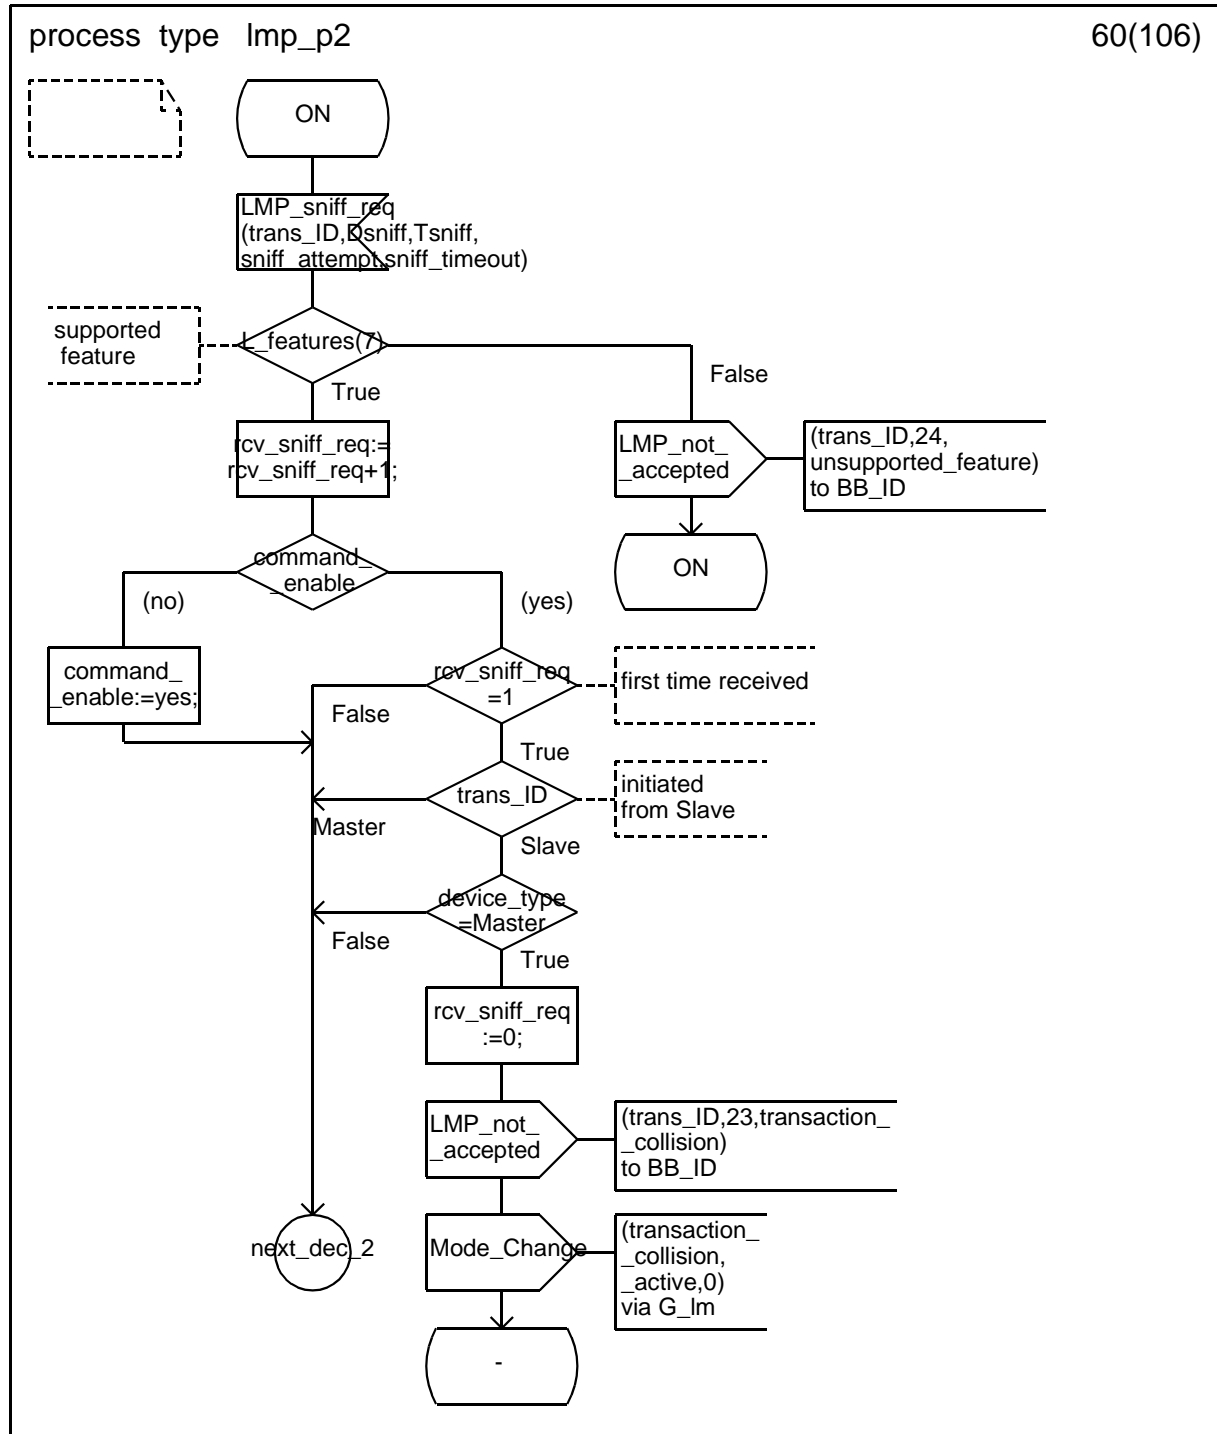 process type lmp_p2
60(106)
ON
LMP_sniff_req
(trans_ID,Dsniff,Tsniff,
sniff_attempt,sniff_timeout)
supported
feature
L_features(7)
False
True
rcv_sniff_req:=
rcv_sniff_req+1;
LMP_not_
_accepted
(trans_ID,24,
unsupported_feature)
to BB_ID
command_
_enable
ON
(no)
(yes)
command_
_enable:=yes;
rcv_sniff_req
=1
first time received
False
True
trans_ID
initiated
from Slave
Master
Slave
device_type
=Master
False
True
rcv_sniff_req
:=0;
LMP_not_
_accepted
(trans_ID,23,transaction_
_collision)
to BB_ID
next_dec_2
Mode_Change
(transaction_
_collision,
_active,0)
via G_lm
-